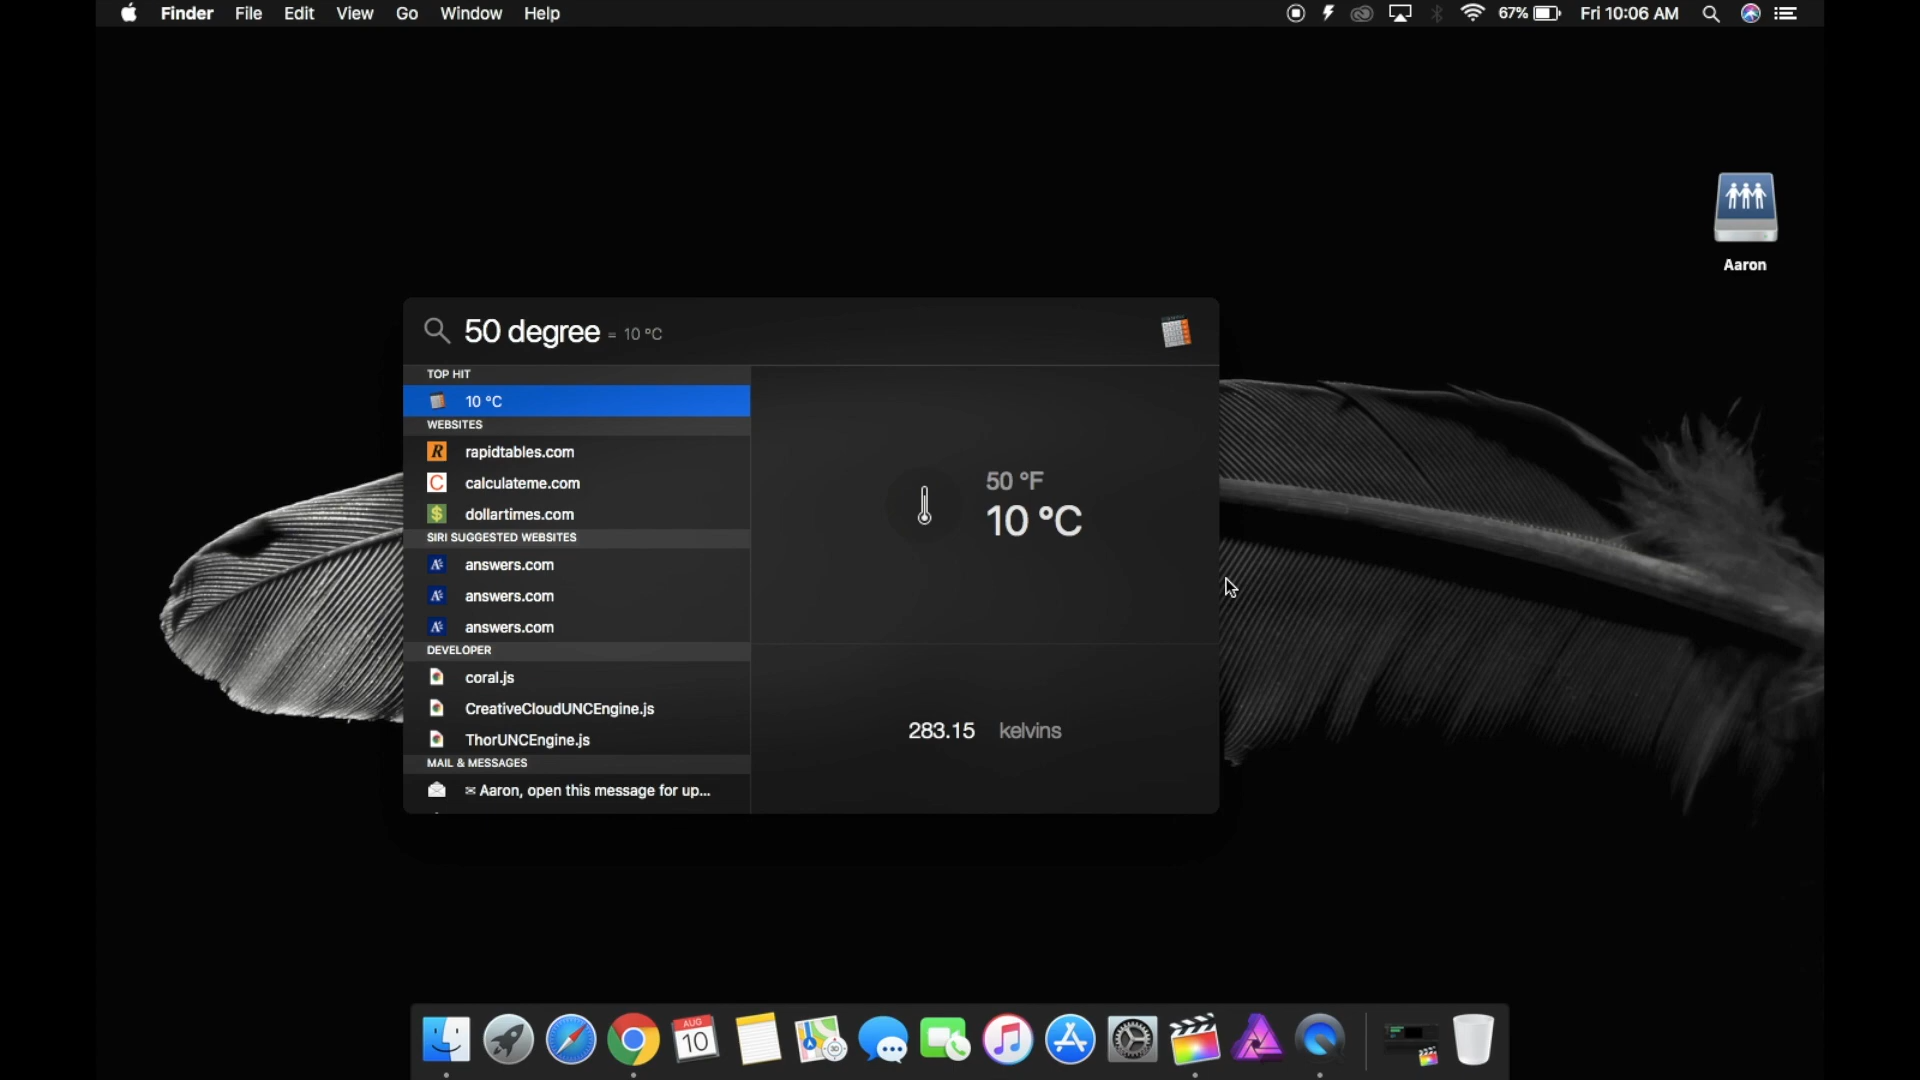 Finder File Edit View Go Window Help 67% Fri 10:06 AM
Aaron
50 degree = 10 °C
TOP HIT
10 °C
WEBSITES
R rapidtables.com
C calculateme.com
$ dollartimes.com
SIRI SUGGESTED WEBSITES
answers.com
answers.com
answers.com
DEVELOPER
coral.js
CreativeCloudUNCEngine.js
ThorUNCEngine.js
MAIL & MESSAGES
✉ Aaron, open this message for up...
50 °F
10 °C
283.15 kelvins
AUG
10
3D